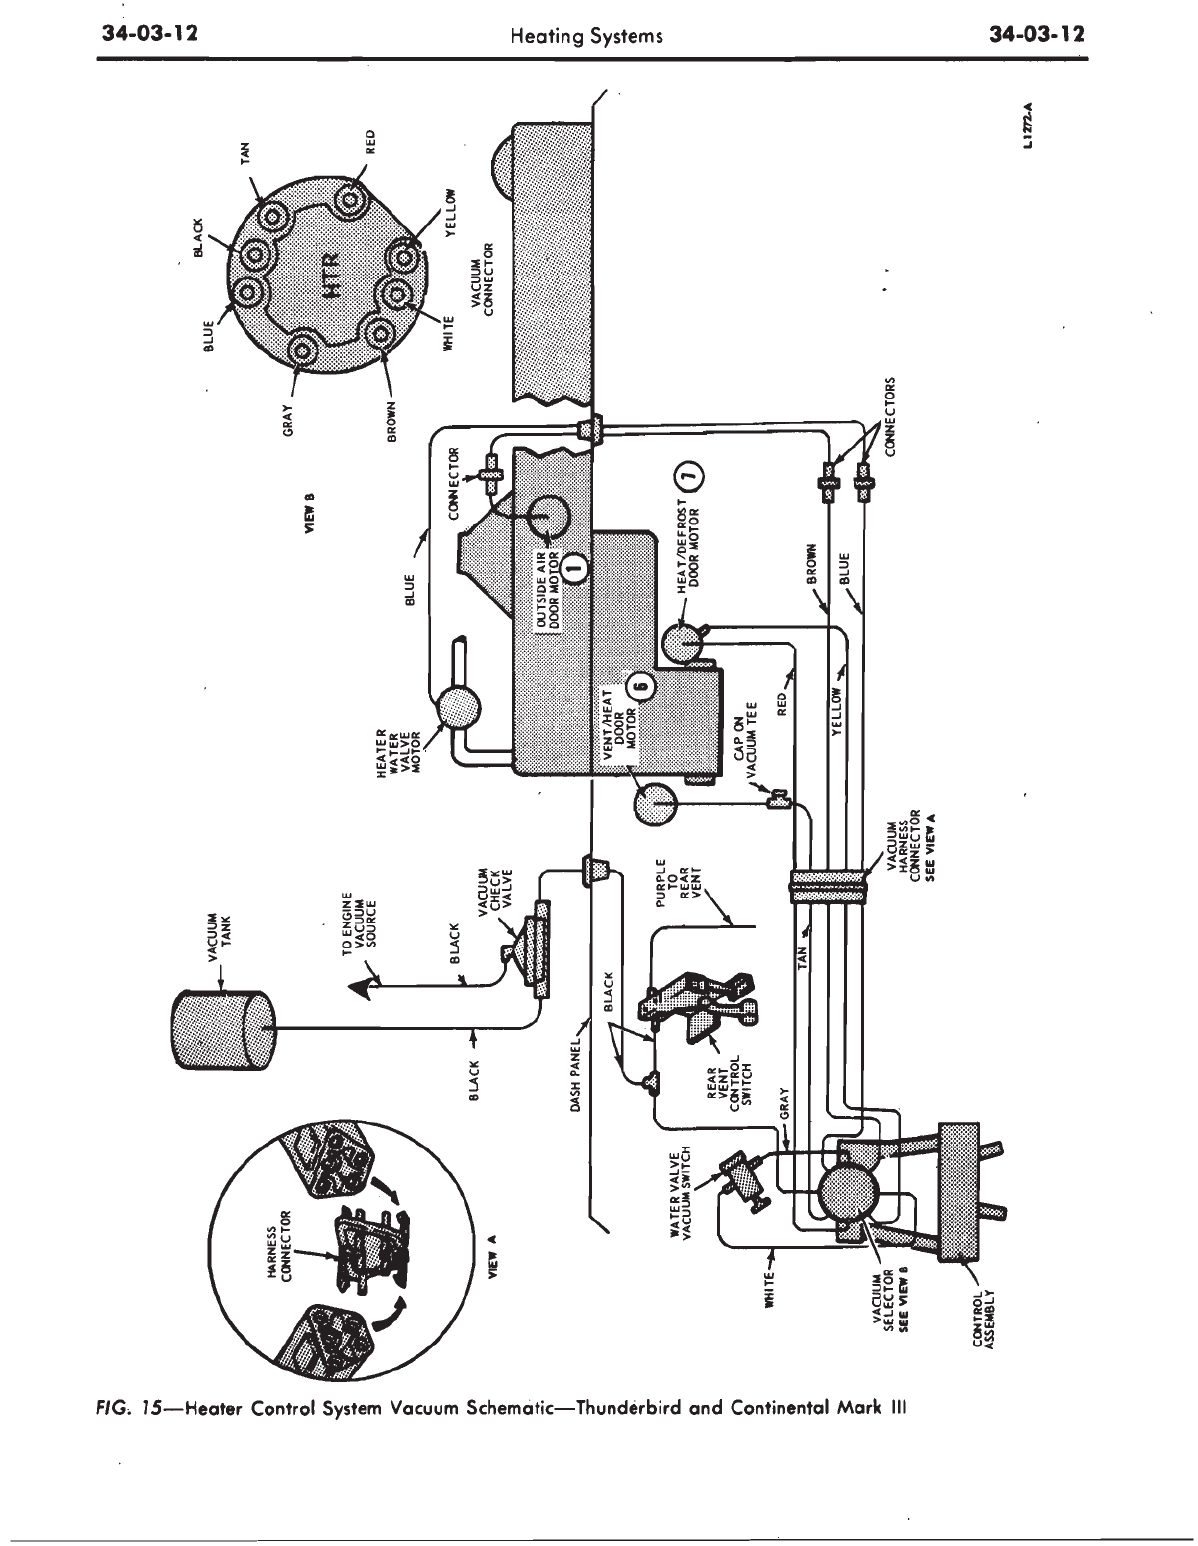 34-03-12
Heating Systems
34-03-12
L1272-A
TAN
RED
BLACK
BLUE
HTR
YELLOW
WHITE
GRAY
BROWN
VACUUM
CONNECTOR
VIEW B
CONNECTOR
BLUE
OUTSIDE AIR
DOOR MOTOR
1
HEAT/DEFROST
DOOR MOTOR
7
CONNECTORS
BROWN
BLUE
HEATER
WATER
VALVE
MOTOR
VENT/HEAT
DOOR
MOTOR
6
CAP ON
VACUUM TEE
RED
YELLOW
VACUUM
HARNESS
CONNECTOR
SEE VIEW A
VACUUM
TANK
TO ENGINE
VACUUM
SOURCE
BLACK
VACUUM
CHECK
VALVE
BLACK
DASH PANEL
BLACK
PURPLE
TO
REAR
VENT
REAR
VENT
CONTROL
SWITCH
TAN
GRAY
WATER VALVE
VACUUM SWITCH
WHITE
VACUUM
SELECTOR
SEE VIEW B
CONTROL
ASSEMBLY
HARNESS
CONNECTOR
VIEW A
FIG. 15—Heater Control System Vacuum Schematic—Thunderbird and Continental Mark III